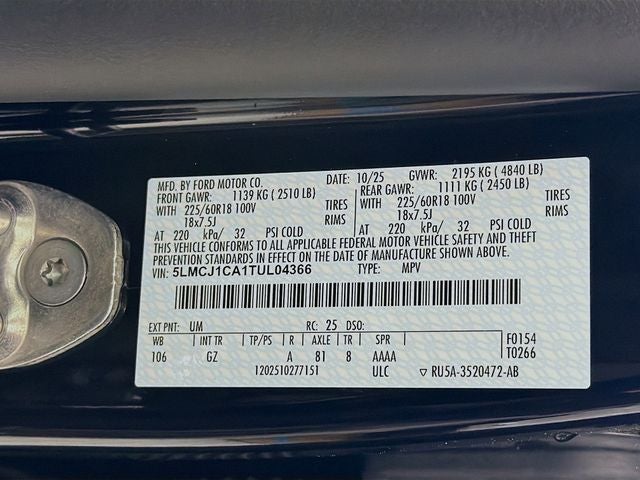 MFD. BY FORD MOTOR CO. DATE: 10/25 GVWR: 2195 KG ( 4840 LB)
FRONT GAWR: 1139 KG ( 2510 LB) REAR GAWR: 1111 KG ( 2450 LB)
WITH 225/60R18 100V TIRES WITH 225/60R18 100V TIRES
18x7.5J RIMS 18x7.5J RIMS
AT 220 kPa/ 32 PSI COLD AT 220 kPa/ 32 PSI COLD
THIS VEHICLE CONFORMS TO ALL APPLICABLE FEDERAL MOTOR VEHICLE SAFETY AND THEFT
PREVENTION STANDARDS IN EFFECT ON THE DATE OF MANUFACTURE SHOWN ABOVE.
VIN: 5LMCJ1CA1TUL04366 TYPE: MPV
EXT PNT: UM RC: 25 DSO:
WB INT TR TP/PS R AXLE TR SPR F0154
106 GZ A 81 8 AAAA T0266
1202510277151 ULC ▽ RU5A-3520472-AB